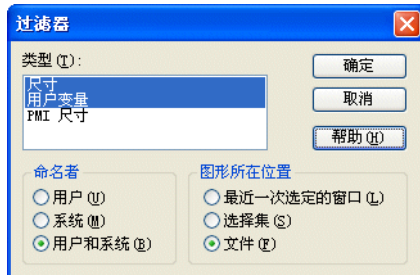 过滤器
类型(T):
尺寸
用户变量
PMI 尺寸
确定
取消
帮助(H)
命名者
用户(U)
系统(M)
用户和系统(B)
图形所在位置
最近一次选定的窗口(L)
选择集(S)
文件(F)